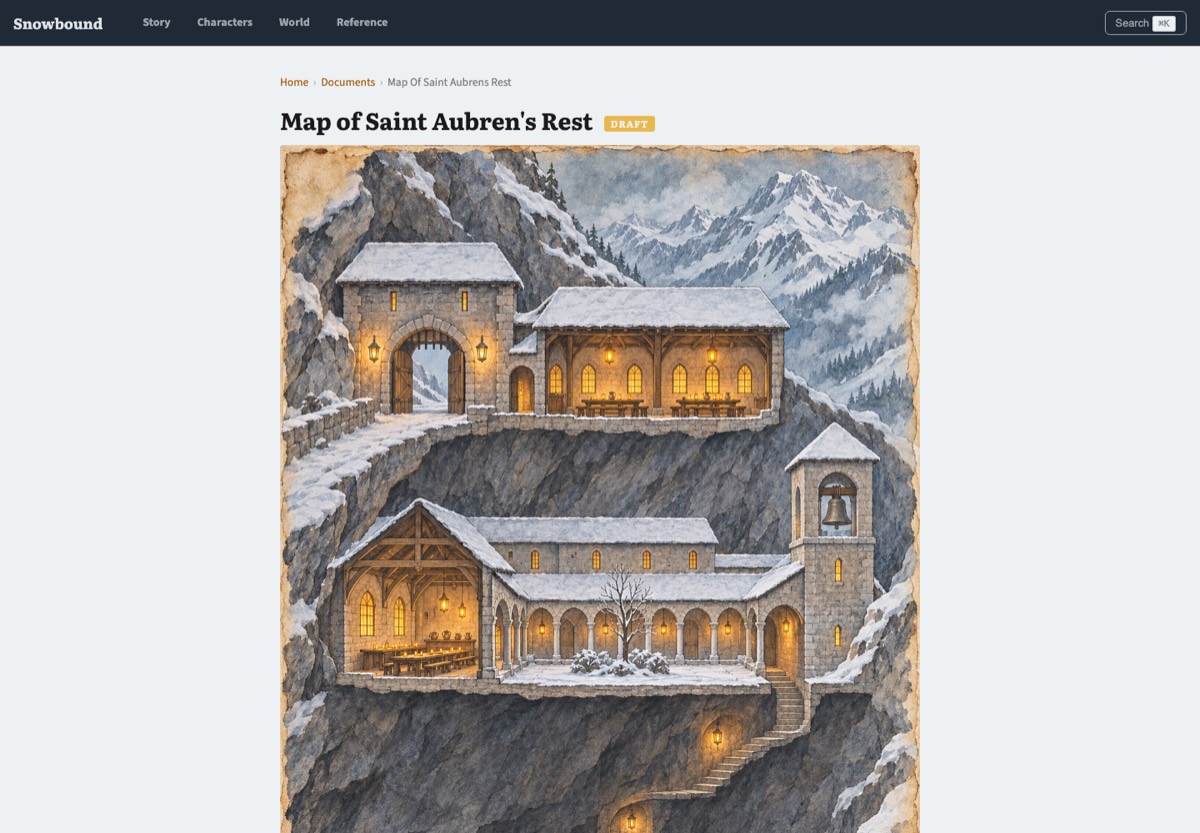 Snowbound
Story Characters World Reference
Search ⌘K
Home › Documents › Map Of Saint Aubrens Rest
Map of Saint Aubren's Rest DRAFT